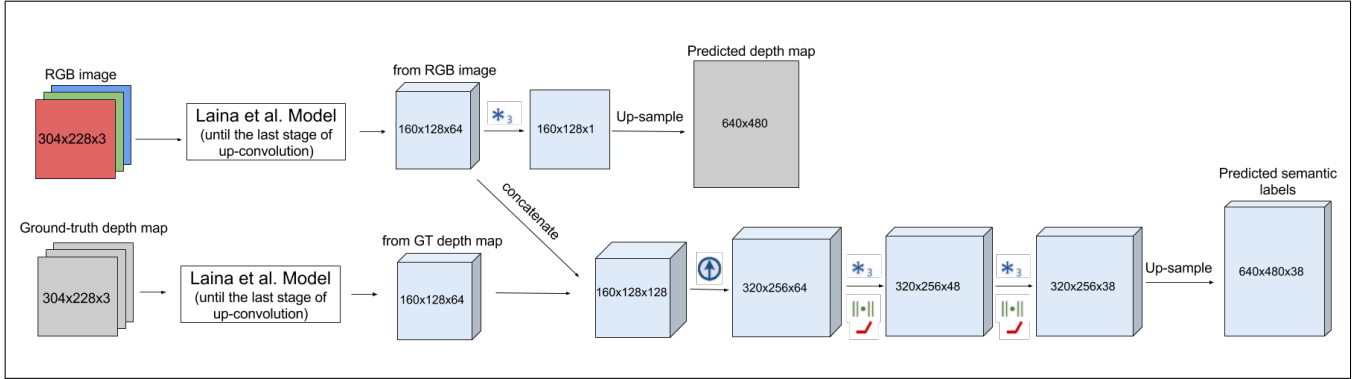 RGB image
304x228x3
Laina et al. Model
(until the last stage of
up-convolution)
from RGB image
160x128x64
*3
160x128x1
Up-sample
Predicted depth map
640x480
concatenate
Ground-truth depth map
304x228x3
Laina et al. Model
(until the last stage of
up-convolution)
from GT depth map
160x128x64
160x128x128
320x256x64
*3
||•||
320x256x48
*3
||•||
320x256x38
Up-sample
Predicted semantic
labels
640x480x38